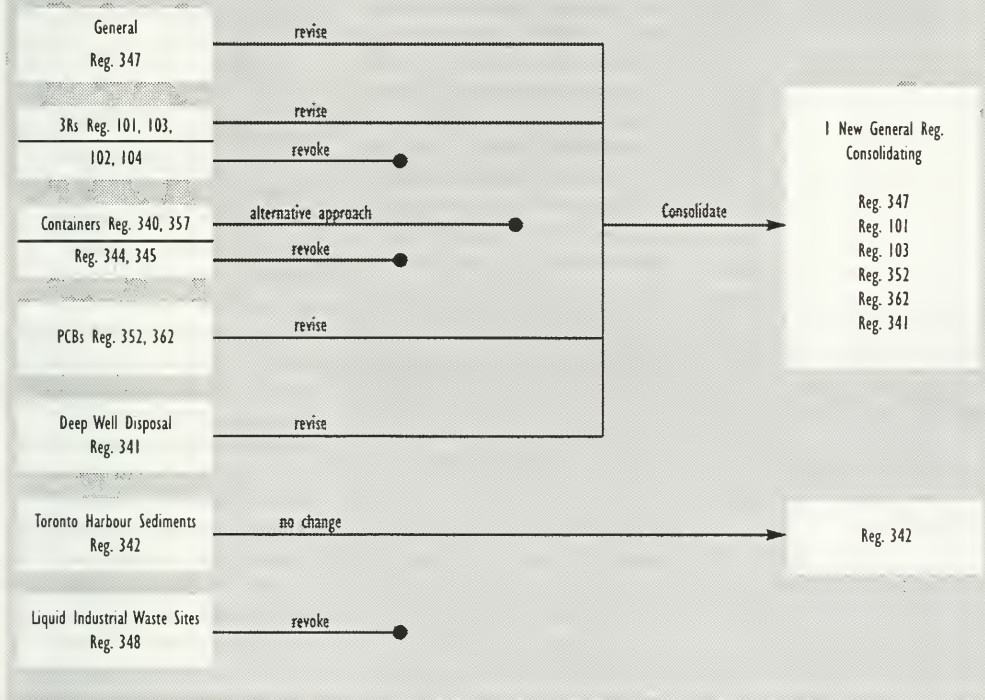 General
Reg. 347
revise
3Rs Reg. 101, 103,
revise
102, 104
revoke
Containers Reg. 340, 357
alternative approach
Reg. 344, 345
revoke
PCBs Reg. 352, 362
revise
Deep Well Disposal
Reg. 341
revise
Toronto Harbour Sediments
Reg. 342
no change
Liquid Industrial Waste Sites
Reg. 348
revoke
Consolidate
1 New General Reg.
Consolidating
Reg. 347
Reg. 101
Reg. 103
Reg. 352
Reg. 362
Reg. 341
Reg. 342